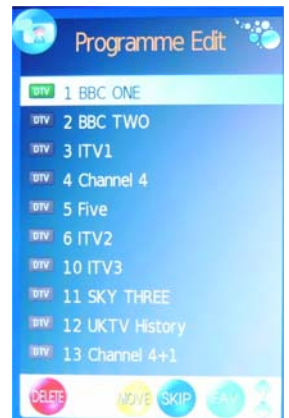 Programme Edit
DTV 1 BBC ONE
DTV 2 BBC TWO
DTV 3 ITV1
DTV 4 Channel 4
DTV 5 Five
DTV 6 ITV2
DTV 10 ITV3
DTV 11 SKY THREE
DTV 12 UKTV History
DTV 13 Channel 4+1
DELETE MOVE SKIP FAV